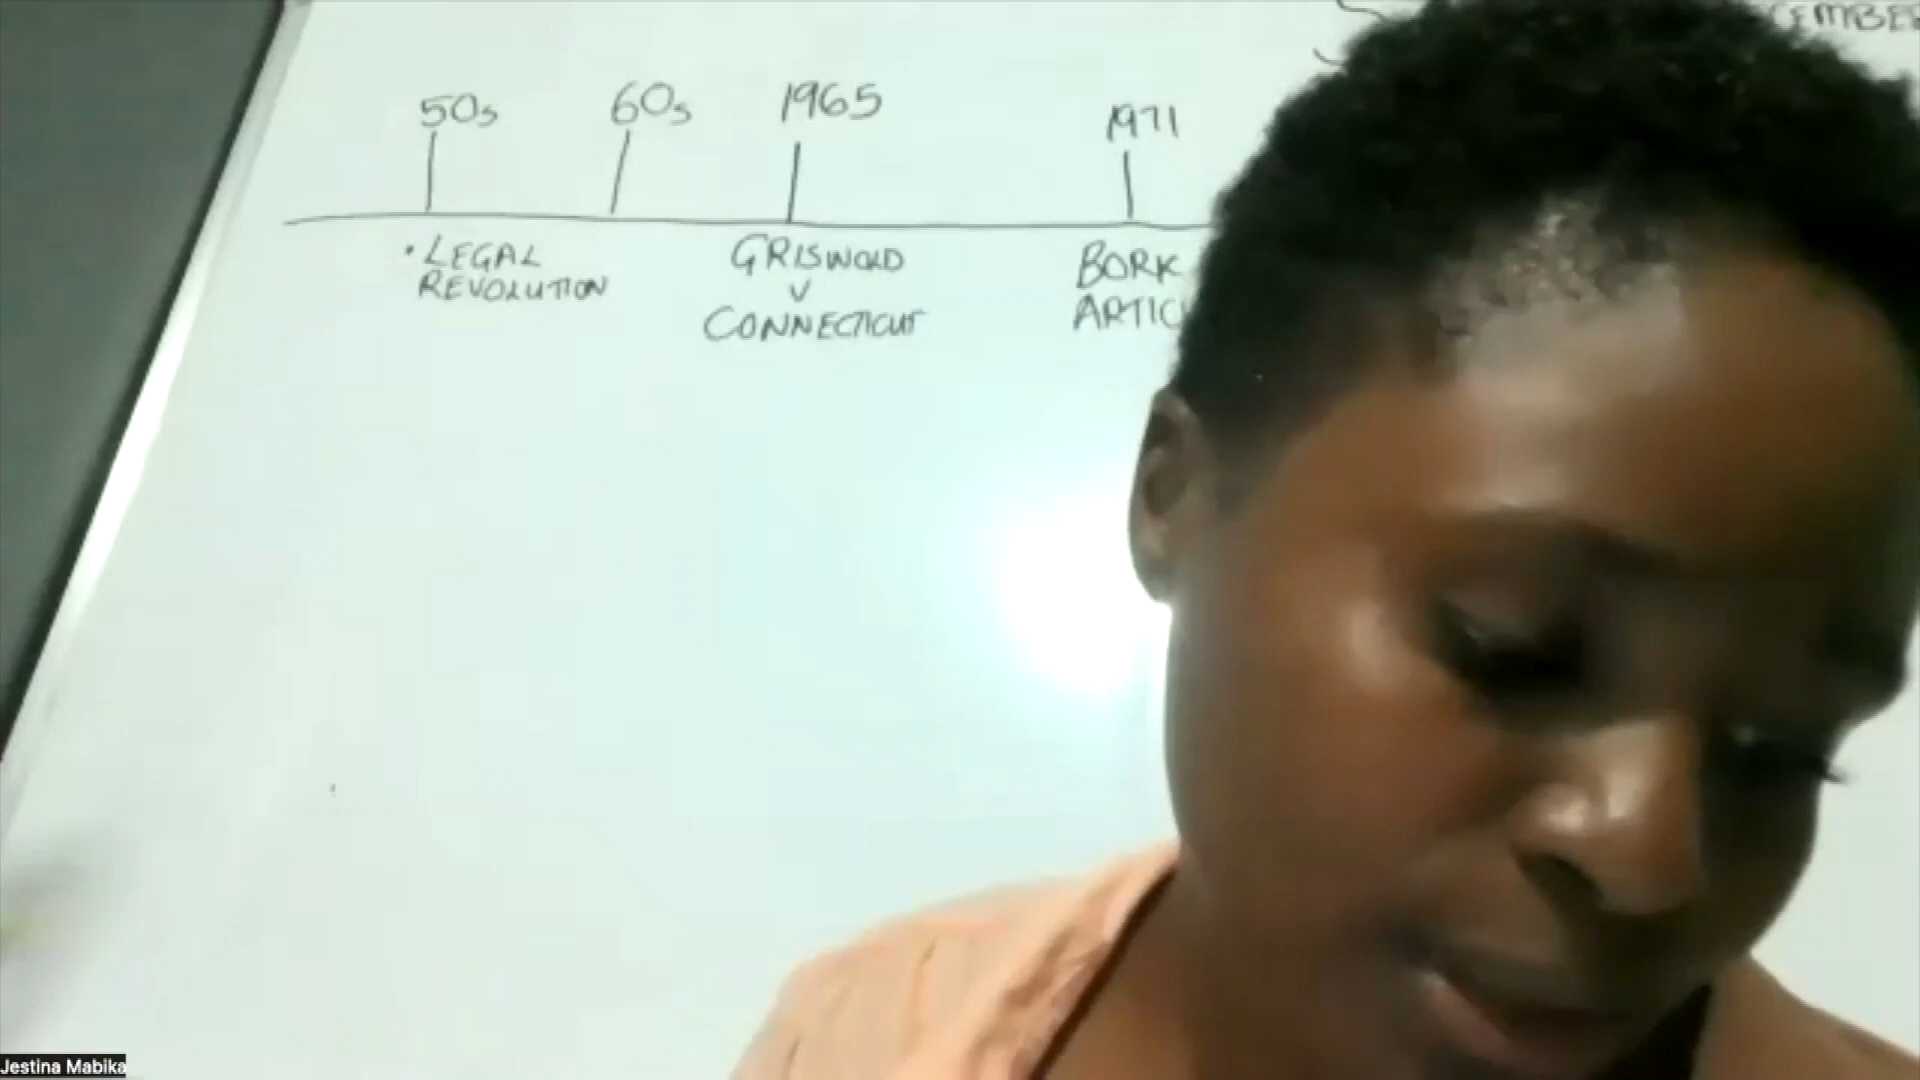 50s 60s 1965 1971
• LEGAL REVOLUTION
GRISWOLD
V
CONNECTICUT
BORK
Jestina Mabika